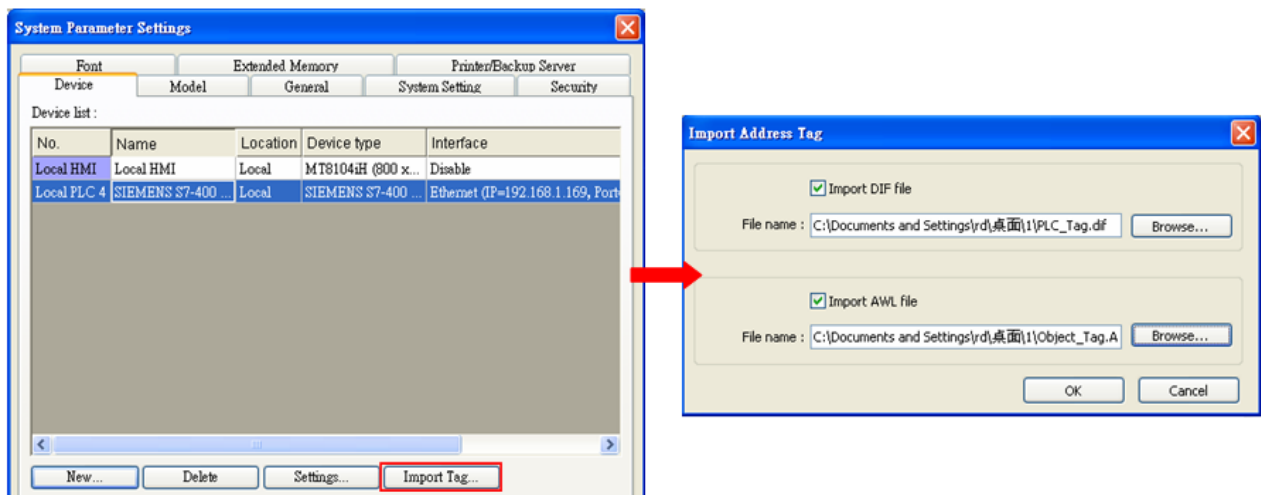 System Parameter Settings
Font Extended Memory Printer/Backup Server
Device Model General System Setting Security
Device list :
No. Name Location Device type Interface
Local HMI Local HMI Local MT8104iH (800 x... Disable
Local PLC 4 SIEMENS S7-400 ... Local SIEMENS S7-400 ... Ethernet (IP=192.168.1.169, Port
New... Delete Settings... Import Tag...
Import Address Tag
Import DIF file
File name : C:\Documents and Settings\rd\桌面\1\PLC_Tag.dif Browse...
Import AWL file
File name : C:\Documents and Settings\rd\桌面\1\Object_Tag.A Browse...
OK Cancel